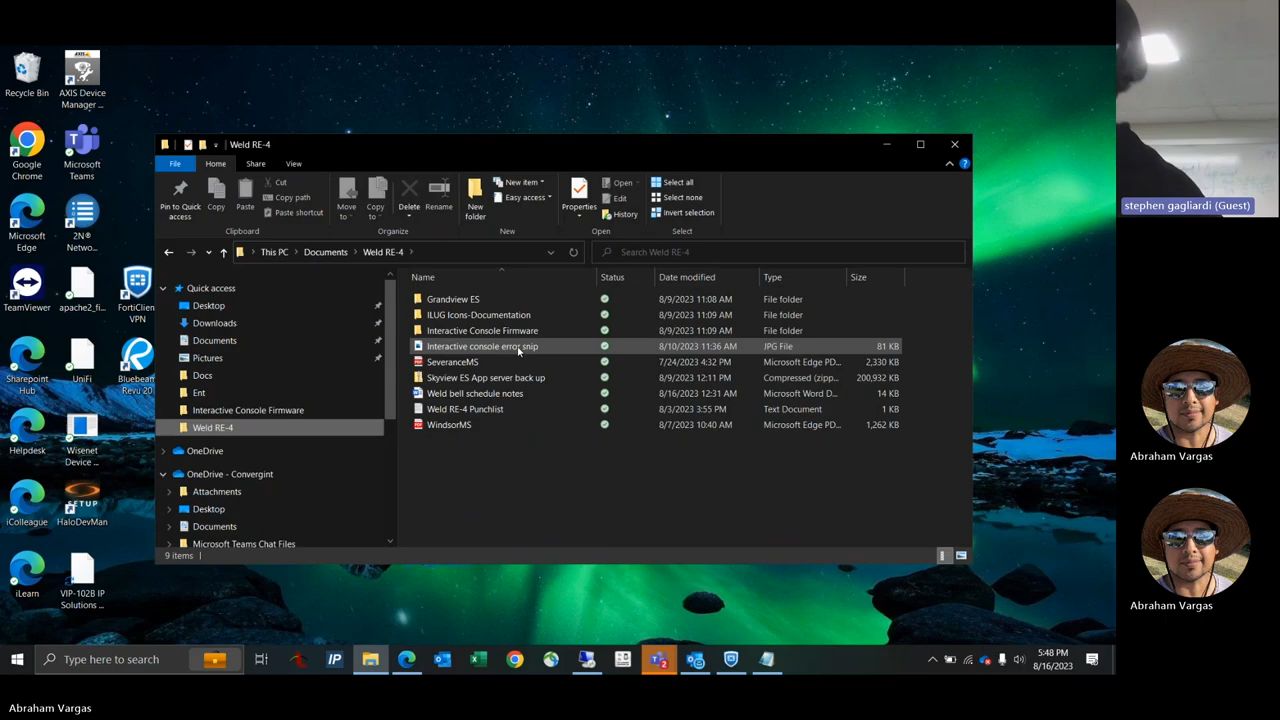 Recycle Bin
AXIS Device Manager ...
Google Chrome
Microsoft Teams
Microsoft Edge
2N® Netwo...
TeamViewer
apache2_fi...
FortiClient VPN
Sharepoint Hub
UniFi
Bluebeam Revu 20
Helpdesk
Wisenet Device ...
iColleague
HaloDevMan
SETUP
iLearn
VIP-102B IP Solutions ...
Weld RE-4
File
Home
Share
View
Pin to Quick access
Copy
Paste
Cut
Copy path
Paste shortcut
Clipboard
Move to
Copy to
Delete
Rename
Organize
New folder
New item
Easy access
New
Properties
Open
Edit
History
Open
Select all
Select none
Invert selection
Select
This PC > Documents > Weld RE-4 >
Search Weld RE-4
Quick access
Desktop
Downloads
Documents
Pictures
Docs
Ent
Interactive Console Firmware
Weld RE-4
OneDrive
OneDrive - Convergint
Attachments
Desktop
Documents
Microsoft Teams Chat Files
Name Status Date modified Type Size
Grandview ES 8/9/2023 11:08 AM File folder
ILUG Icons-Documentation 8/9/2023 11:09 AM File folder
Interactive Console Firmware 8/9/2023 11:09 AM File folder
Interactive console error snip 8/10/2023 11:36 AM JPG File 81 KB
SeveranceMS 7/24/2023 4:32 PM Microsoft Edge PD... 2,330 KB
Skyview ES App server back up 8/9/2023 12:11 PM Compressed (zipp... 200,932 KB
Weld bell schedule notes 8/16/2023 12:31 AM Microsoft Word D... 14 KB
Weld RE-4 Punchlist 8/3/2023 3:55 PM Text Document 1 KB
WindsorMS 8/7/2023 10:40 AM Microsoft Edge PD... 1,262 KB
9 items
stephen gagliardi (Guest)
Abraham Vargas
Abraham Vargas
Type here to search
IP
2
5:48 PM
8/16/2023
Abraham Vargas